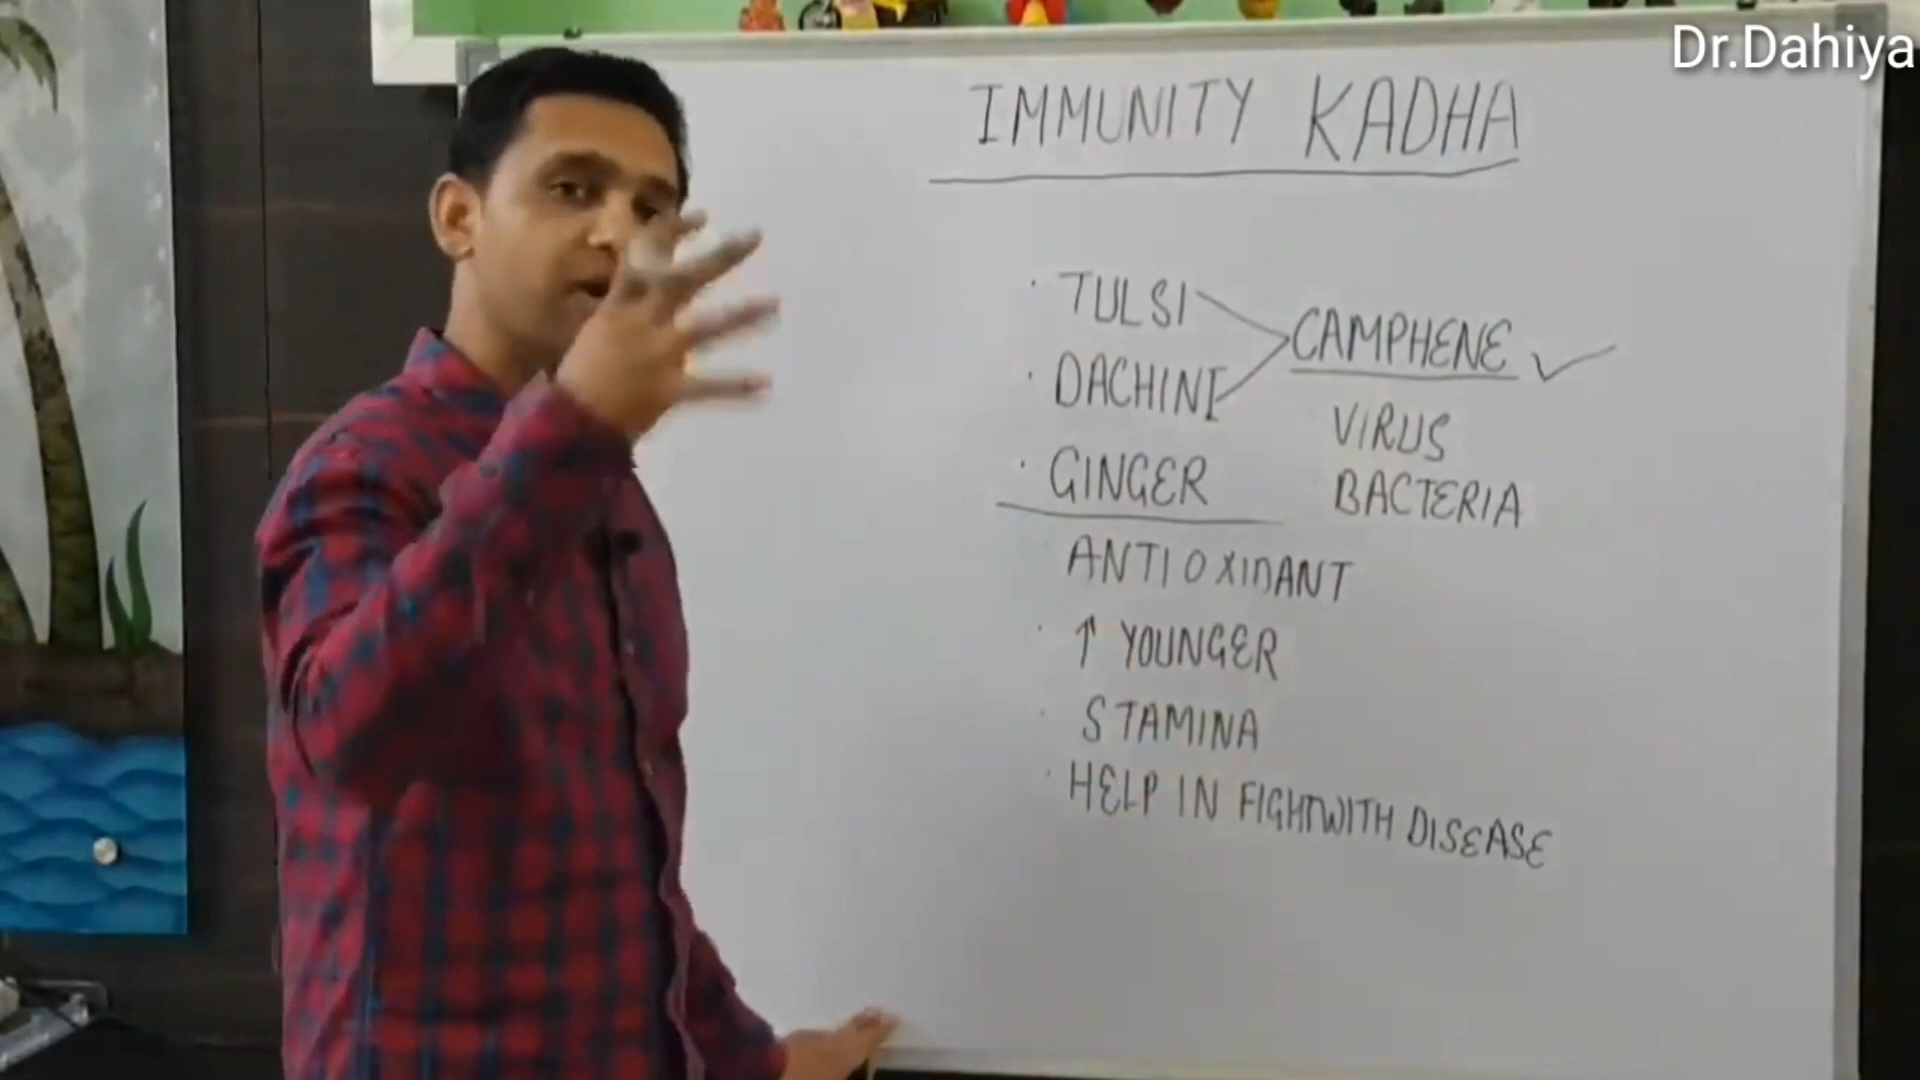 Dr.Dahiya
IMMUNITY KADHA
TULSI
DACHINI
CAMPHENE
VIRUS
BACTERIA
GINGER
ANTIOXIDANT
↑ YOUNGER
STAMINA
HELP IN FIGHTWITH DISEASE